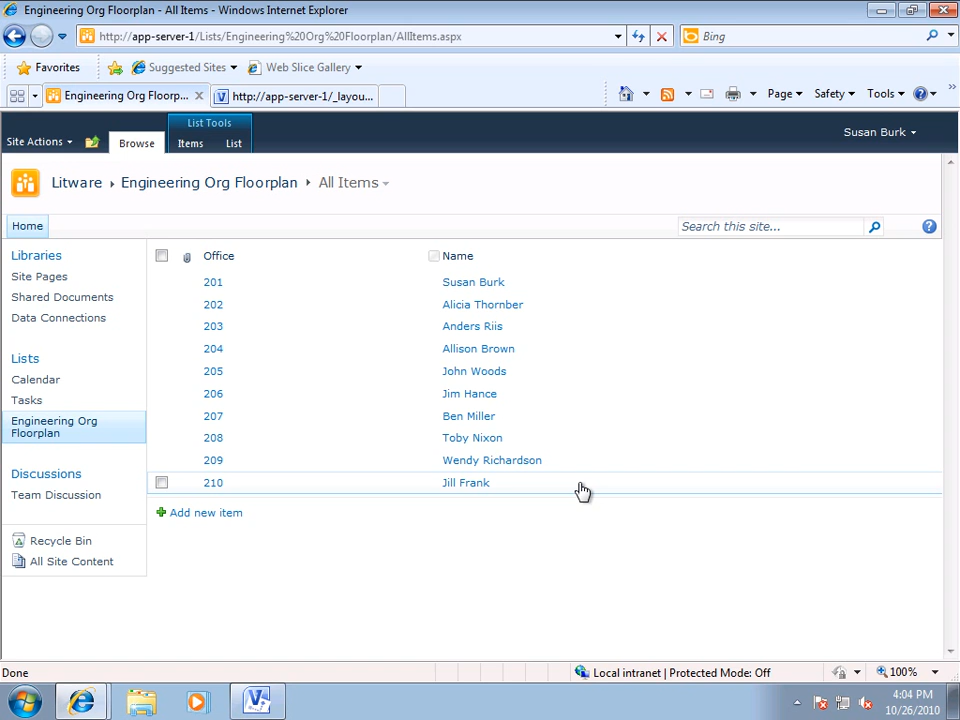 Engineering Org Floorplan - All Items - Windows Internet Explorer
http://app-server-1/Lists/Engineering%20Org%20Floorplan/AllItems.aspx
Bing
Favorites
Suggested Sites
Web Slice Gallery
Engineering Org Floorp...
http://app-server-1/_layou...
Page
Safety
Tools
Site Actions
Browse
List Tools
Items
List
Susan Burk
Litware
Engineering Org Floorplan
All Items
Home
Search this site...
Libraries
Site Pages
Shared Documents
Data Connections
Lists
Calendar
Tasks
Engineering Org
Floorplan
Discussions
Team Discussion
Recycle Bin
All Site Content
Office Name
201 Susan Burk
202 Alicia Thornber
203 Anders Riis
204 Allison Brown
205 John Woods
206 Jim Hance
207 Ben Miller
208 Toby Nixon
209 Wendy Richardson
210 Jill Frank
Add new item
Done
Local intranet | Protected Mode: Off
100%
4:04 PM
10/26/2010